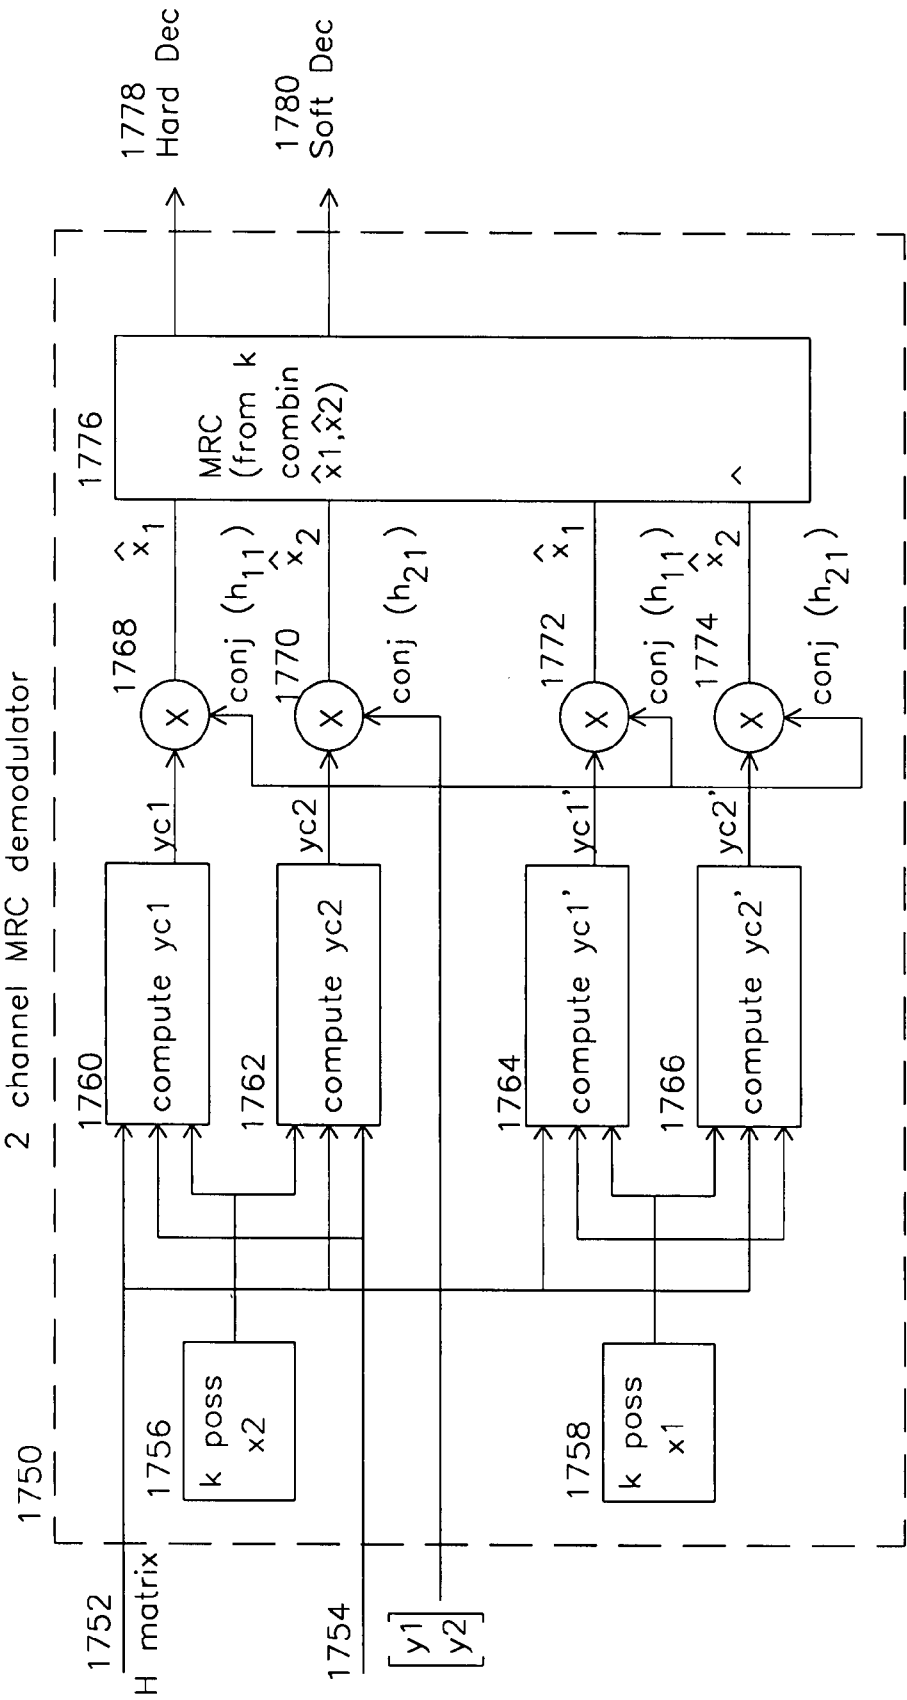 2 channel MRC demodulator
1750
1752
H matrix
1754
[y1
y2]
1756
k poss
x2
1758
k poss
x1
1760
compute yc1
1762
compute yc2
1764
compute yc1'
1766
compute yc2'
yc1
yc2
yc1'
yc2'
1768
X
conj (h11)
1770
X
conj (h21)
1772
X
conj (h11)
1774
X
conj (h21)
x̂1
x̂2
x̂1
x̂2
1776
MRC
(from k
combin
x̂1,x̂2)
^
1778
Hard Dec
1780
Soft Dec